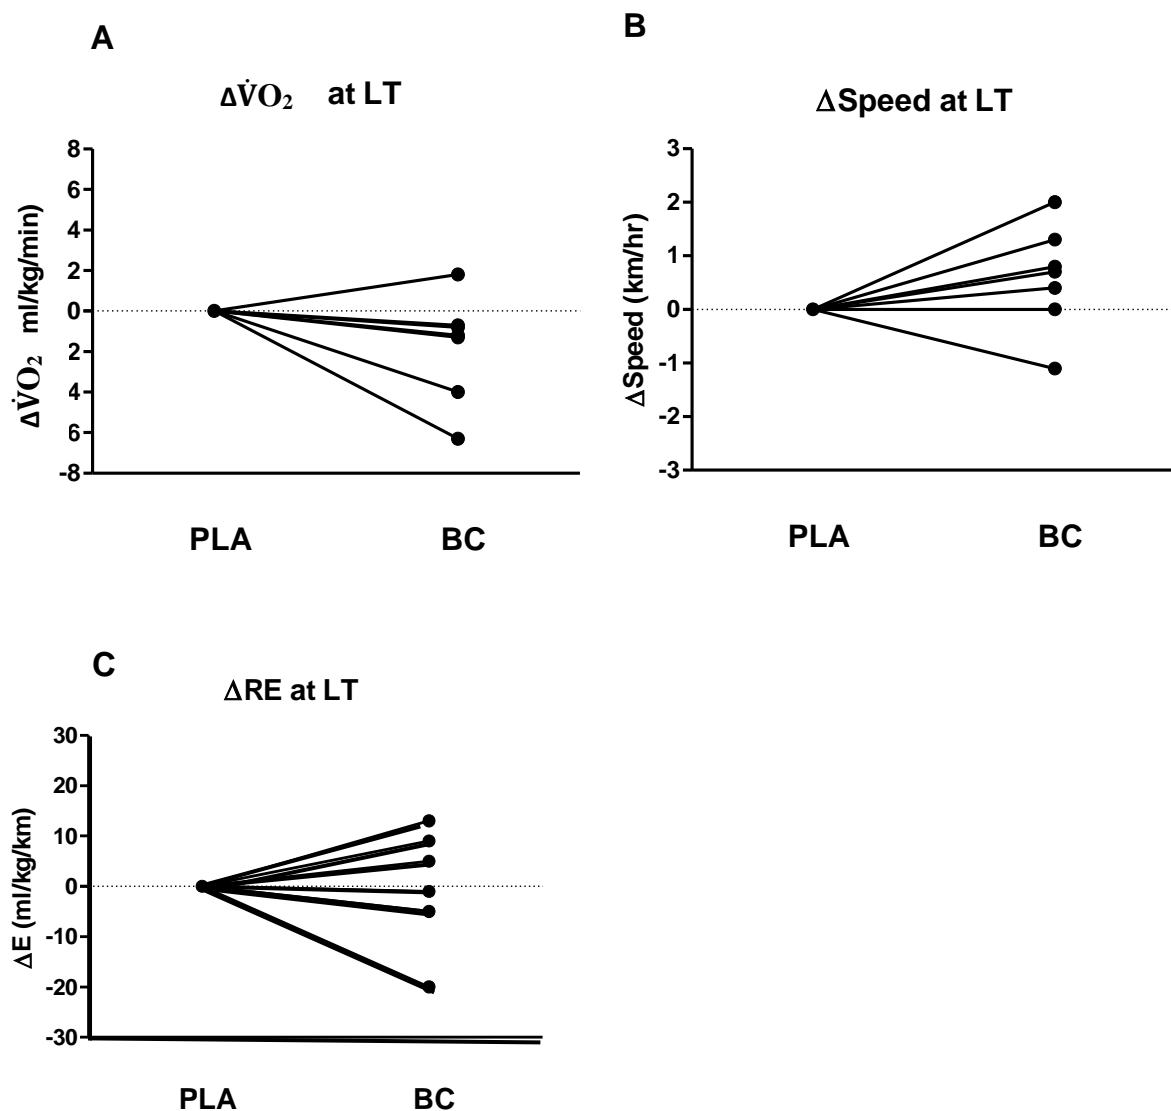 A
ΔV̇O₂ at LT
8
6
4
2
0
2
4
6
-8
ΔV̇O₂ ml/kg/min)
PLA BC
B
ΔSpeed at LT
3
2
1
0
-1
-2
-3
ΔSpeed (km/hr)
PLA BC
C
ΔRE at LT
30
20
10
0
-10
-20
-30
ΔE (ml/kg/km)
PLA BC